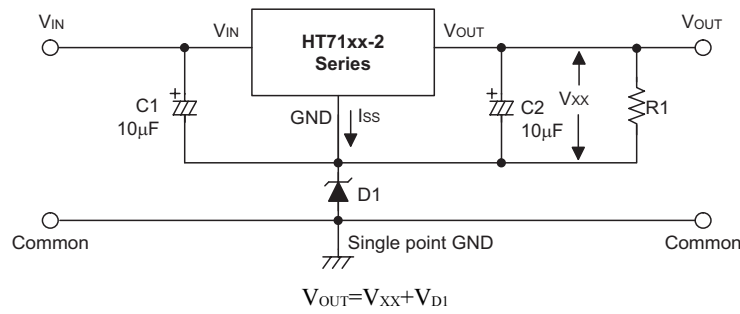 VIN
VIN
HT71xx-2
Series
VOUT
VOUT
C1
10μF
GND
ISS
C2
10μF
VXX
R1
D1
Common
Single point GND
Common
VOUT=VXX+VD1